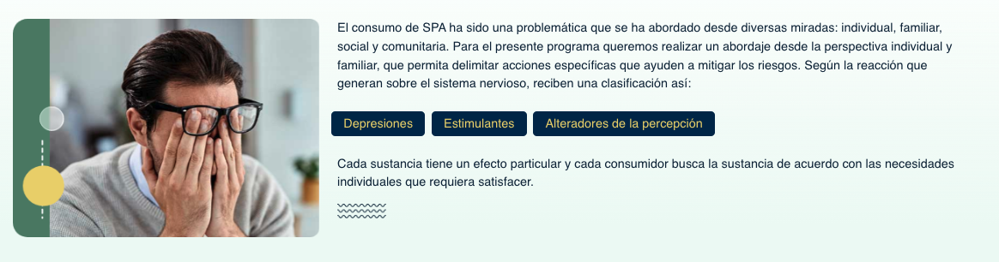 El consumo de SPA ha sido una problemática que se ha abordado desde diversas miradas: individual, familiar,
social y comunitaria. Para el presente programa queremos realizar un abordaje desde la perspectiva individual y
familiar, que permita delimitar acciones específicas que ayuden a mitigar los riesgos. Según la reacción que
generan sobre el sistema nervioso, reciben una clasificación así:
Depresiones
Estimulantes
Alteradores de la percepción
Cada sustancia tiene un efecto particular y cada consumidor busca la sustancia de acuerdo con las necesidades
individuales que requiera satisfacer.